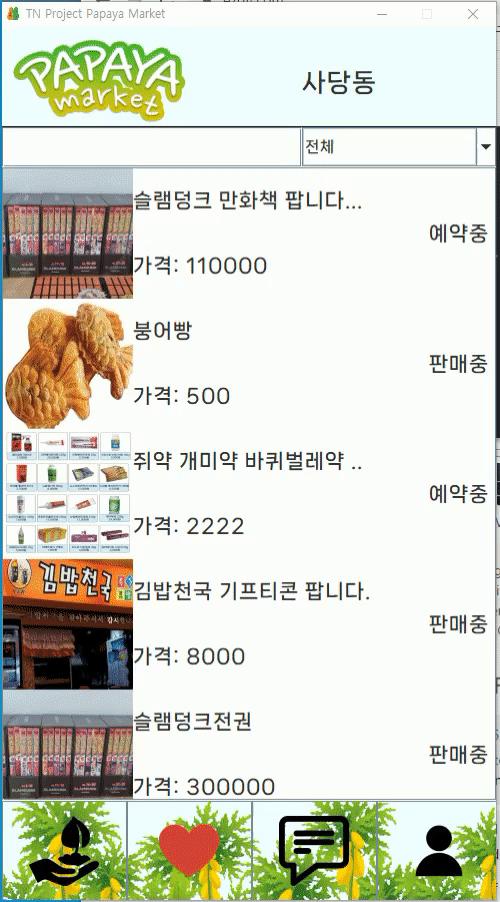 TN Project Papaya Market
PAPAYA
market
사당동
전체
슬램덩크 만화책 팝니다...
예약중
가격: 110000
붕어빵
판매중
가격: 500
쥐약 개미약 바퀴벌레약 ..
예약중
가격: 2222
김밥천국
김밥천국 기프티콘 팝니다.
판매중
가격: 8000
슬램덩크전권
판매중
가격: 300000